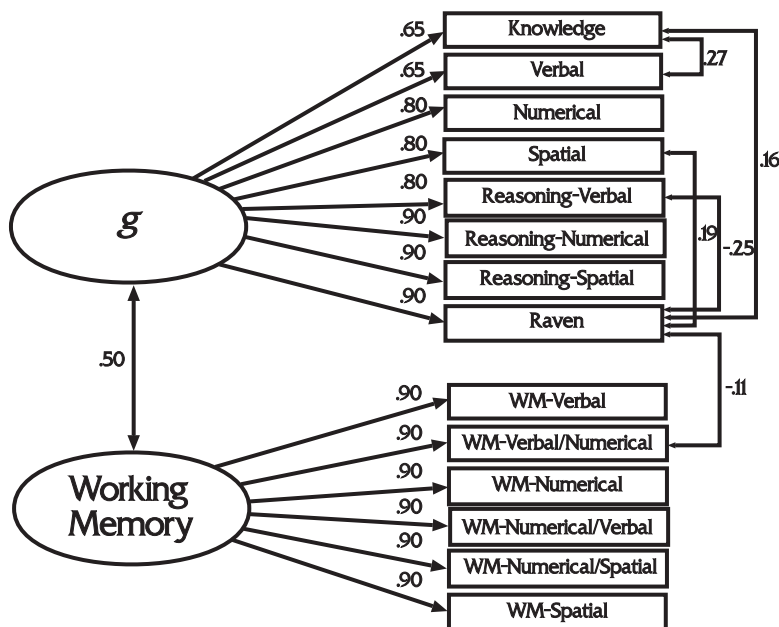 .65
Knowledge
.27
.65
Verbal
.80
Numerical
.80
Spatial
.16
.80
Reasoning-Verbal
g
.90
Reasoning-Numerical
.19
-.25
.90
Reasoning-Spatial
.90
Raven
.50
-.11
.90
WM-Verbal
.90
WM-Verbal/Numerical
.90
WM-Numerical
Working
Memory
.90
WM-Numerical/Verbal
.90
WM-Numerical/Spatial
.90
WM-Spatial